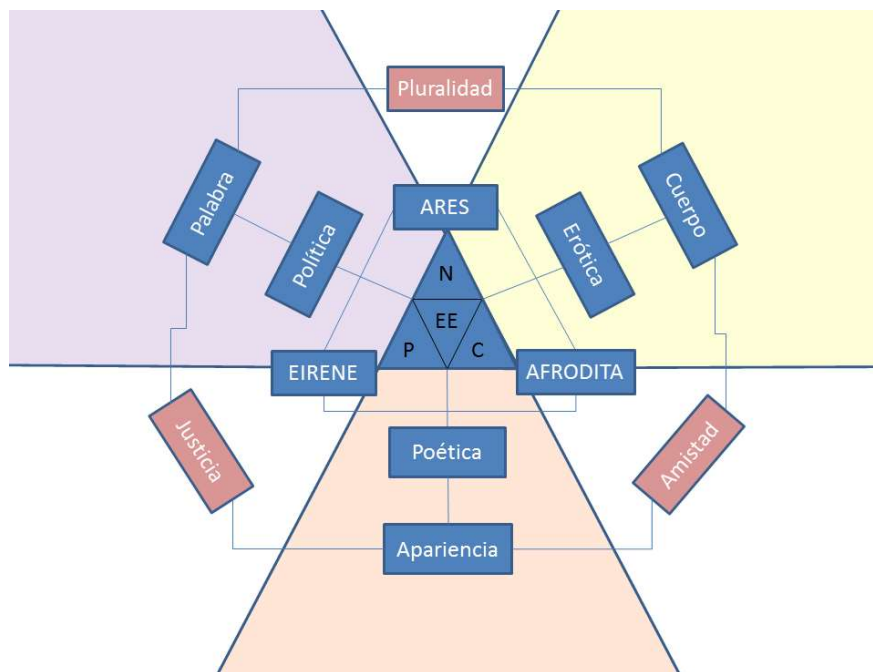 Pluralidad
Palabra
Cuerpo
ARES
Política
Erótica
N
EE
P
C
EIRENE
AFRODITA
Justicia
Poética
Amistad
Apariencia